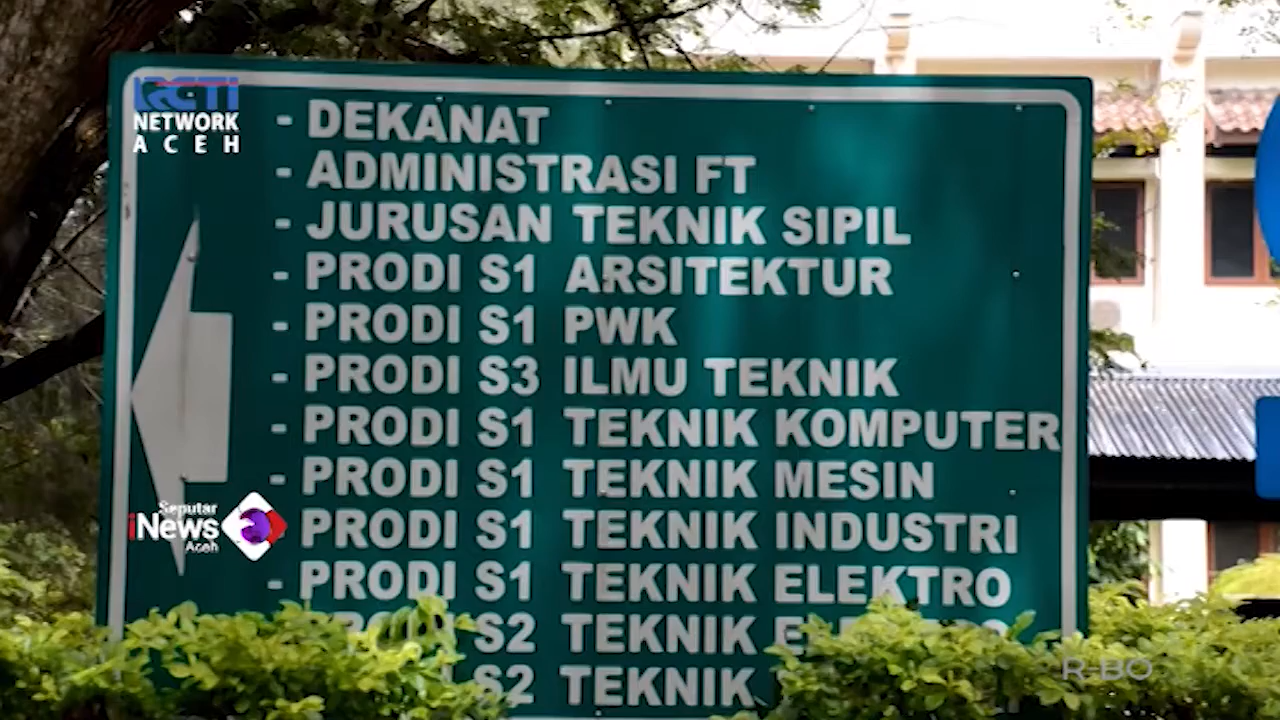 RCTI
NETWORK
ACEH
- DEKANAT
- ADMINISTRASI FT
- JURUSAN TEKNIK SIPIL
- PRODI S1 ARSITEKTUR
- PRODI S1 PWK
- PRODI S3 ILMU TEKNIK
- PRODI S1 TEKNIK KOMPUTER
- PRODI S1 TEKNIK MESIN
- PRODI S1 TEKNIK INDUSTRI
- PRODI S1 TEKNIK ELEKTRO
S2 TEKNIK
S2 TEKNIK
Seputar
iNews
Aceh